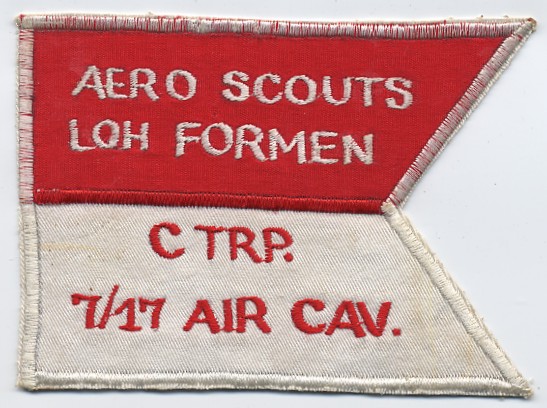 AERO SCOUTS
LOH FORMEN
C TRP.
7/17 AIR CAV.